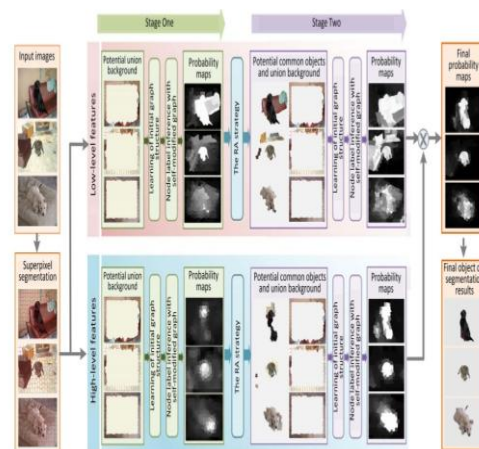 Stage One
Stage Two
Input images
Superpixel
segmentation
Low-level features
High-level features
Potential union
background
Learning of initial graph
structure
Node label inference with
self-modified graph
Probability
maps
The RA strategy
Potential common objects
and union background
Learning of initial graph
structure
Node label inference with
self-modified graph
Probability
maps
Potential union
background
Learning of initial graph
structure
Node label inference with
self-modified graph
Probability
maps
The RA strategy
Potential common objects
and union background
Learning of initial graph
structure
Node label inference with
self-modified graph
Probability
maps
Final
probability
maps
Final object co-
segmentation
results